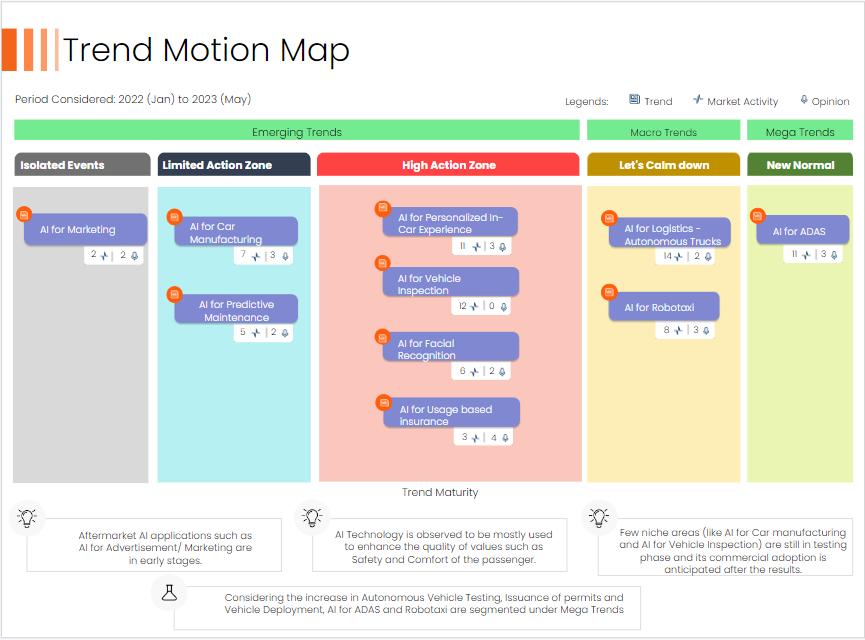 Trend Motion Map
Period Considered: 2022 (Jan) to 2023 (May)
Legends: Trend Market Activity Opinion
Emerging Trends
Macro Trends
Mega Trends
Isolated Events
Limited Action Zone
High Action Zone
Let's Calm down
New Normal
AI for Marketing
2 | 2
AI for Car
Manufacturing
7 | 3
AI for Predictive
Maintenance
5 | 2
AI for Personalized In-
Car Experience
11 | 3
AI for Vehicle
Inspection
12 | 0
AI for Facial
Recognition
6 | 2
AI for Usage based
insurance
3 | 4
AI for Logistics -
Autonomous Trucks
14 | 2
AI for Robotaxi
8 | 3
AI for ADAS
11 | 3
Trend Maturity
Aftermarket AI applications such as
AI for Advertisement/ Marketing are
in early stages.
AI Technology is observed to be mostly used
to enhance the quality of values such as
Safety and Comfort of the passenger.
Few niche areas (like AI for Car manufacturing
and AI for Vehicle Inspection) are still in testing
phase and its commercial adoption is
anticipated after the results.
Considering the increase in Autonomous Vehicle Testing, Issuance of permits and
Vehicle Deployment, AI for ADAS and Robotaxi are segmented under Mega Trends